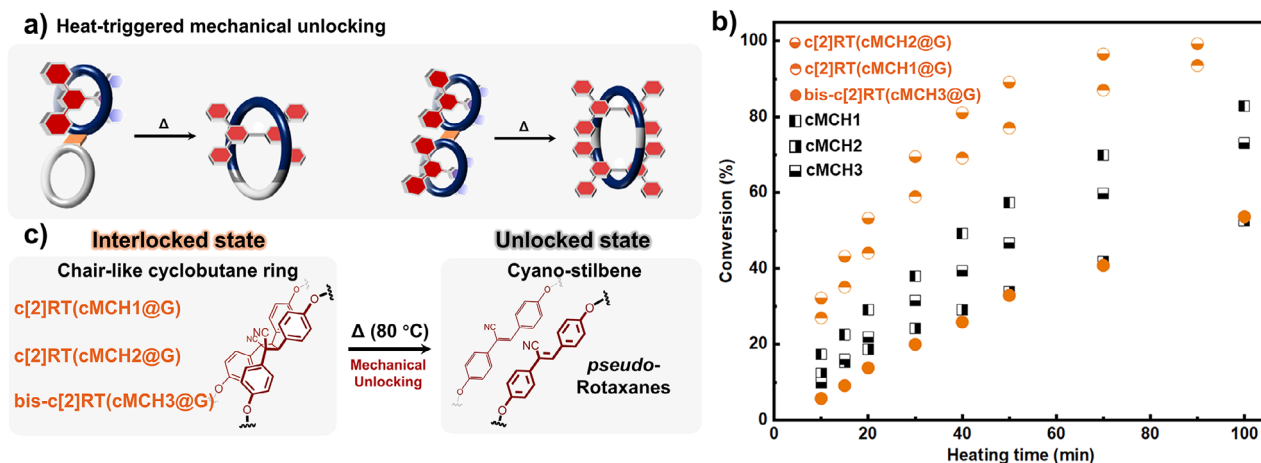 a) Heat-triggered mechanical unlocking
Δ
Δ
c)
Interlocked state
Unlocked state
Chair-like cyclobutane ring
Cyano-stilbene
c[2]RT(cMCH1@G)
c[2]RT(cMCH2@G)
bis-c[2]RT(cMCH3@G)
O
O
NC
NC
O
O
Δ (80 °C)
Mechanical
Unlocking
O
O
NC
NC
O
O
pseudo-
Rotaxanes
b)
Conversion (%)
100
80
60
40
20
0
c[2]RT(cMCH2@G)
c[2]RT(cMCH1@G)
bis-c[2]RT(cMCH3@G)
cMCH1
cMCH2
cMCH3
0 20 40 60 80 100
Heating time (min)